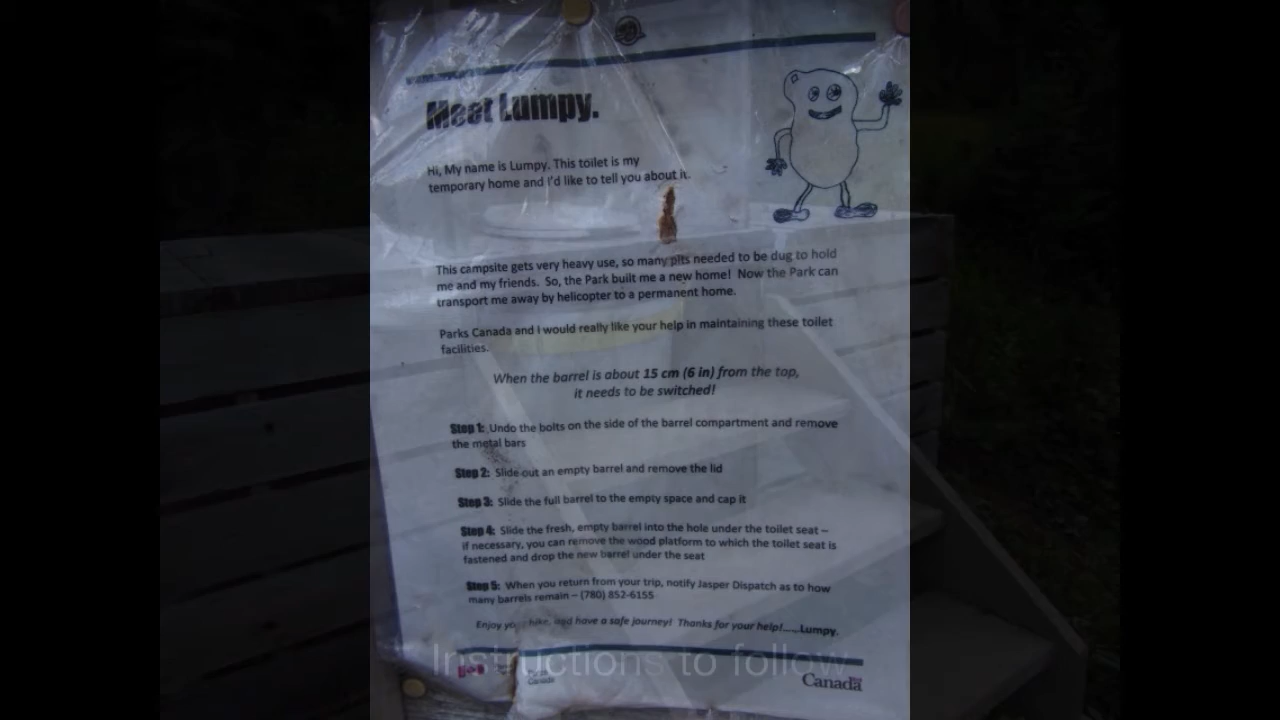 Meet Lumpy.
Hi, My name is Lumpy. This toilet is my
temporary home and I'd like to tell you about it.
This campsite gets very heavy use, so many pits needed to be dug to hold
me and my friends. So, the Park built me a new home! Now the Park can
transport me away by helicopter to a permanent home.
Parks Canada and I would really like your help in maintaining these toilet
facilities.
When the barrel is about 15 cm (6 in) from the top,
it needs to be switched!
Step 1: Undo the bolts on the side of the barrel compartment and remove
the metal bars
Step 2: Slide out an empty barrel and remove the lid
Step 3: Slide the full barrel to the empty space and cap it
Step 4: Slide the fresh, empty barrel into the hole under the toilet seat –
if necessary, you can remove the wood platform to which the toilet seat is
fastened and drop the new barrel under the seat
Step 5: When you return from your trip, notify Jasper Dispatch as to how
many barrels remain – (780) 852-6155
Enjoy your hike, and have a safe journey! Thanks for your help!.....Lumpy.
Instructions to follow
Parks
Canada
Canada